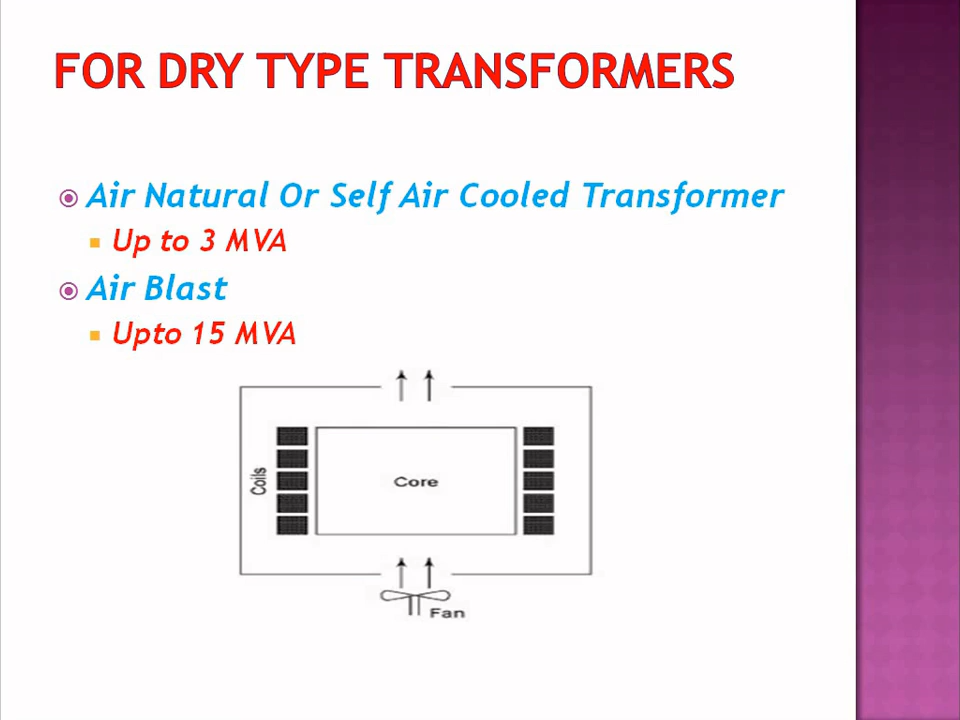 FOR DRY TYPE TRANSFORMERS
Air Natural Or Self Air Cooled Transformer
Up to 3 MVA
Air Blast
Upto 15 MVA
Coils
Core
Fan